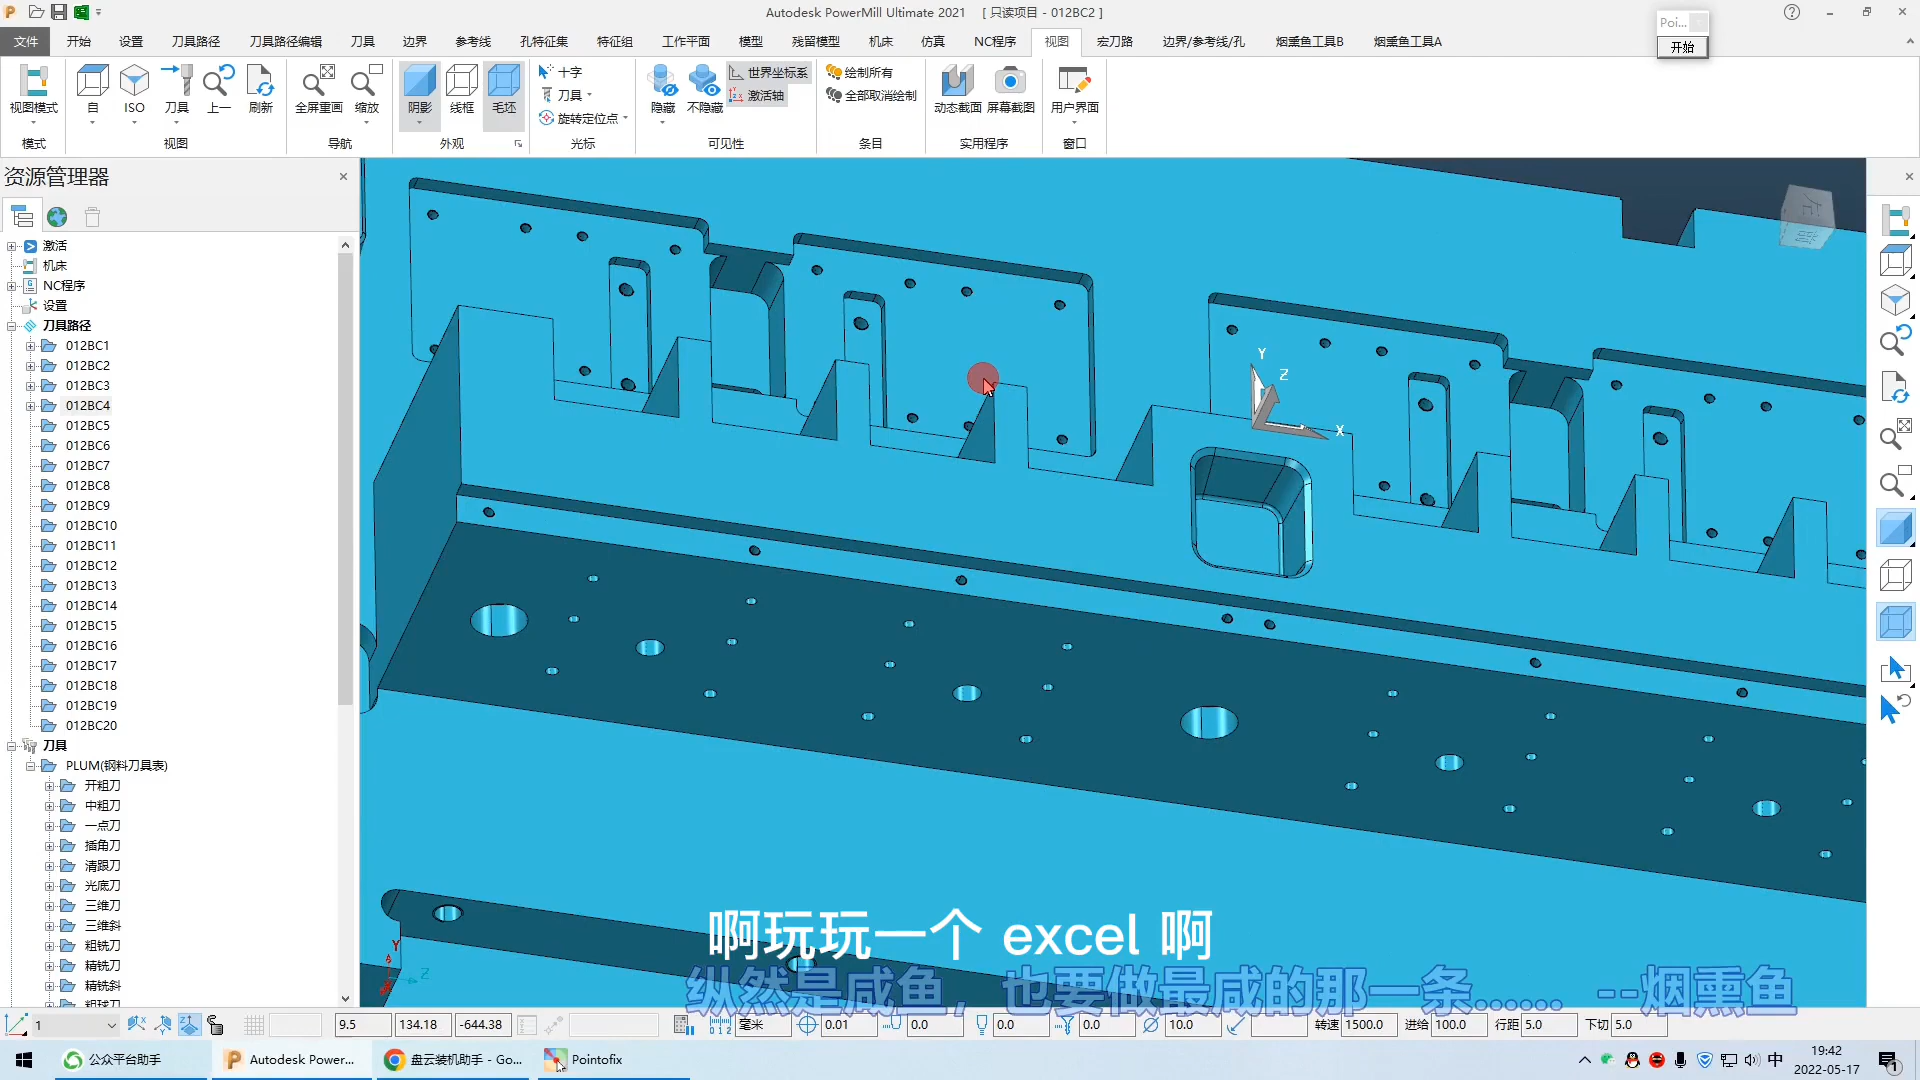 Autodesk PowerMill Ultimate 2021 [ 只读项目 - 012BC2 ]
Poi...
开始
文件 开始 设置 刀具路径 刀具路径编辑 刀具 边界 参考线 孔特征集 特征组 工作平面 模型 残留模型 机床 仿真 NC程序 视图 宏刀路 边界/参考线/孔 烟熏鱼工具B 烟熏鱼工具A
视图模式 自 ISO 刀具 上一 刷新 全屏重画 缩放 阴影 线框 毛坯
十字
刀具
旋转定位点
隐藏 不隐藏
世界坐标系
激活轴
绘制所有
全部取消绘制
动态截面 屏幕截图 用户界面
模式 视图 导航 外观 光标 可见性 条目 实用程序 窗口
资源管理器
激活
机床
NC程序
设置
刀具路径
012BC1
012BC2
012BC3
012BC4
012BC5
012BC6
012BC7
012BC8
012BC9
012BC10
012BC11
012BC12
012BC13
012BC14
012BC15
012BC16
012BC17
012BC18
012BC19
012BC20
刀具
PLUM(钢料刀具表)
开粗刀
中粗刀
一点刀
插角刀
清跟刀
光底刀
三维刀
三维斜
粗铣刀
精铣刀
精铣斜
粗球刀
Y
Z
X
Y
Z
啊玩玩一个 excel 啊
纵然是咸鱼，也要做最咸的那一条...... --烟熏鱼
1 9.5 134.18 -644.38 毫米 0.01 0.0 0.0 0.0 10.0 转速 1500.0 进给 100.0 行距 5.0 下切 5.0
公众平台助手 Autodesk Power... 盘云装机助手 - Go... Pointofix
中
19:42
2022-05-17
1